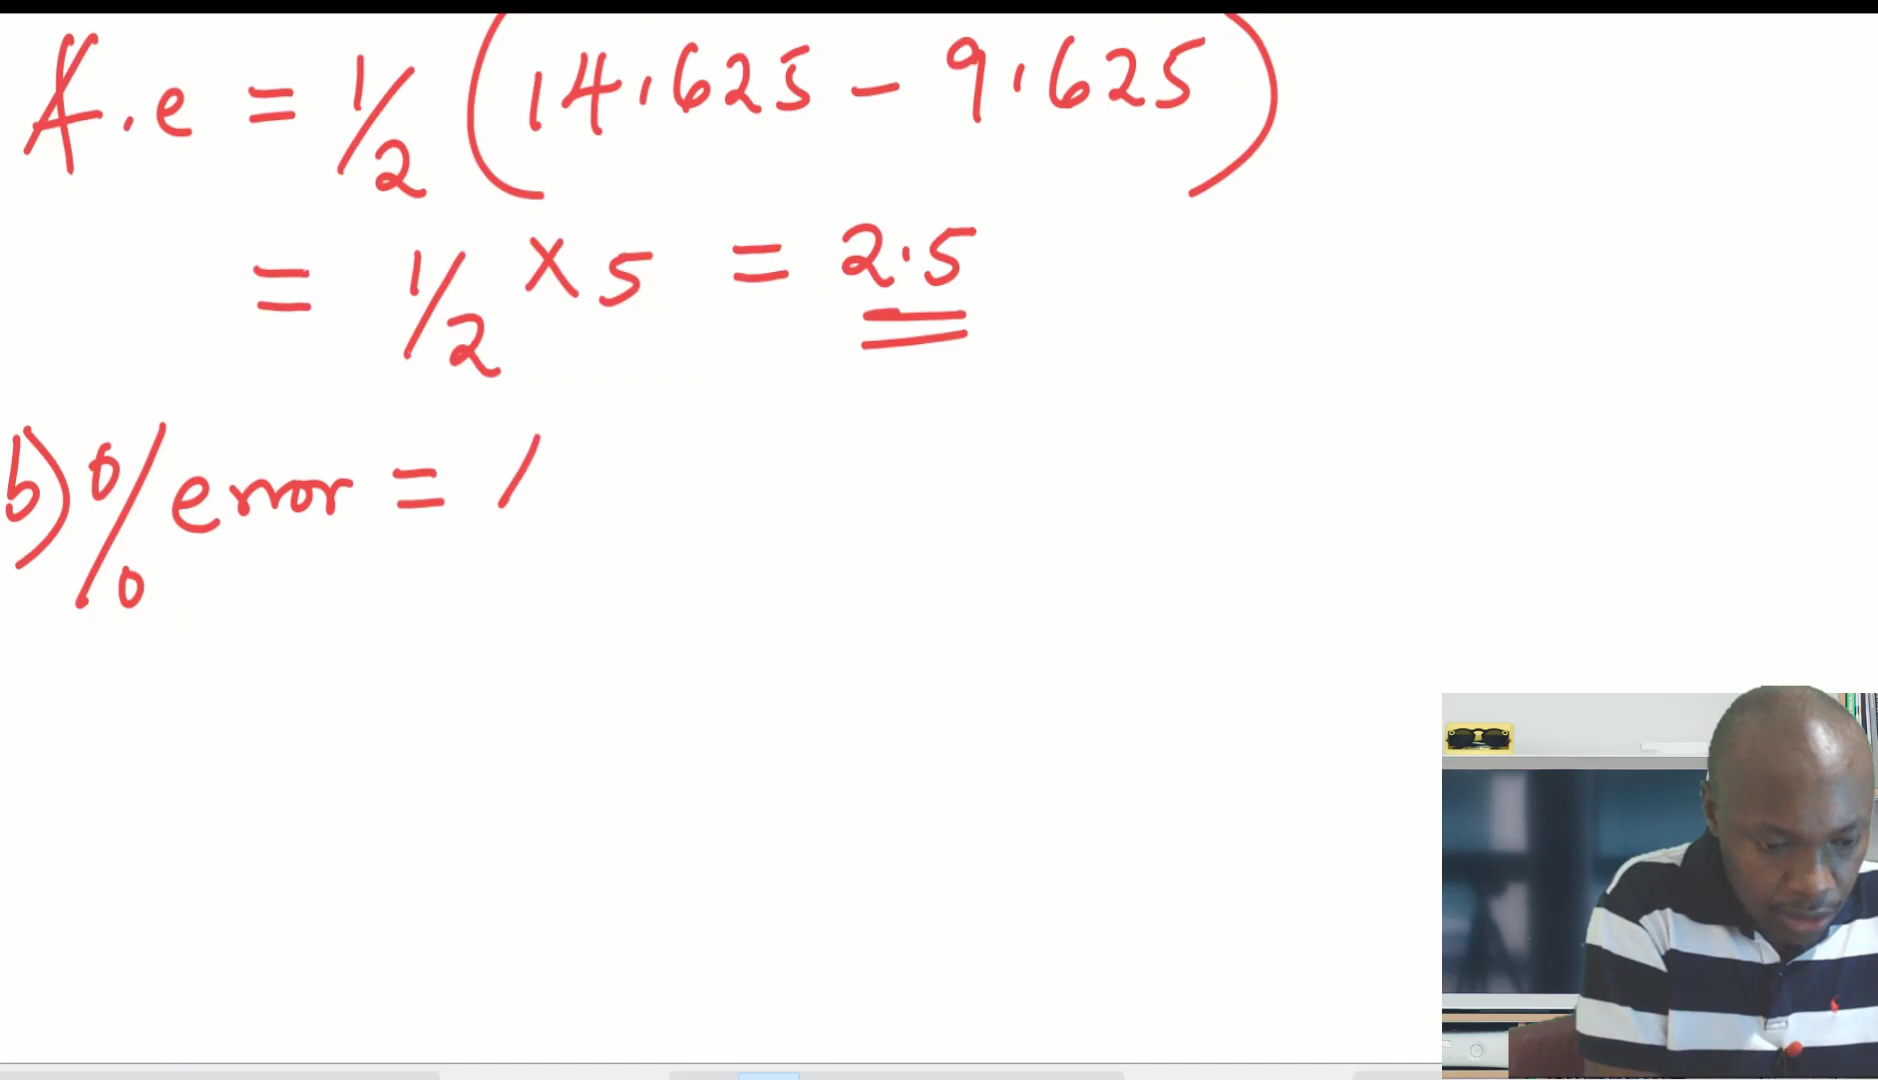 A.e = 1/2 (14.625 - 9.625)
= 1/2 × 5 = 2.5
b) % error = /